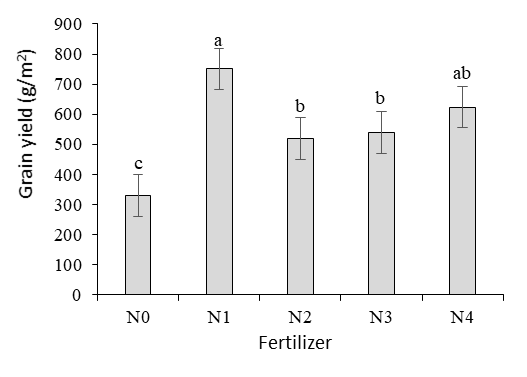 Grain yield (g/m²)
900
800
700
600
500
400
300
200
100
0
c
a
b
b
ab
N0 N1 N2 N3 N4
Fertilizer